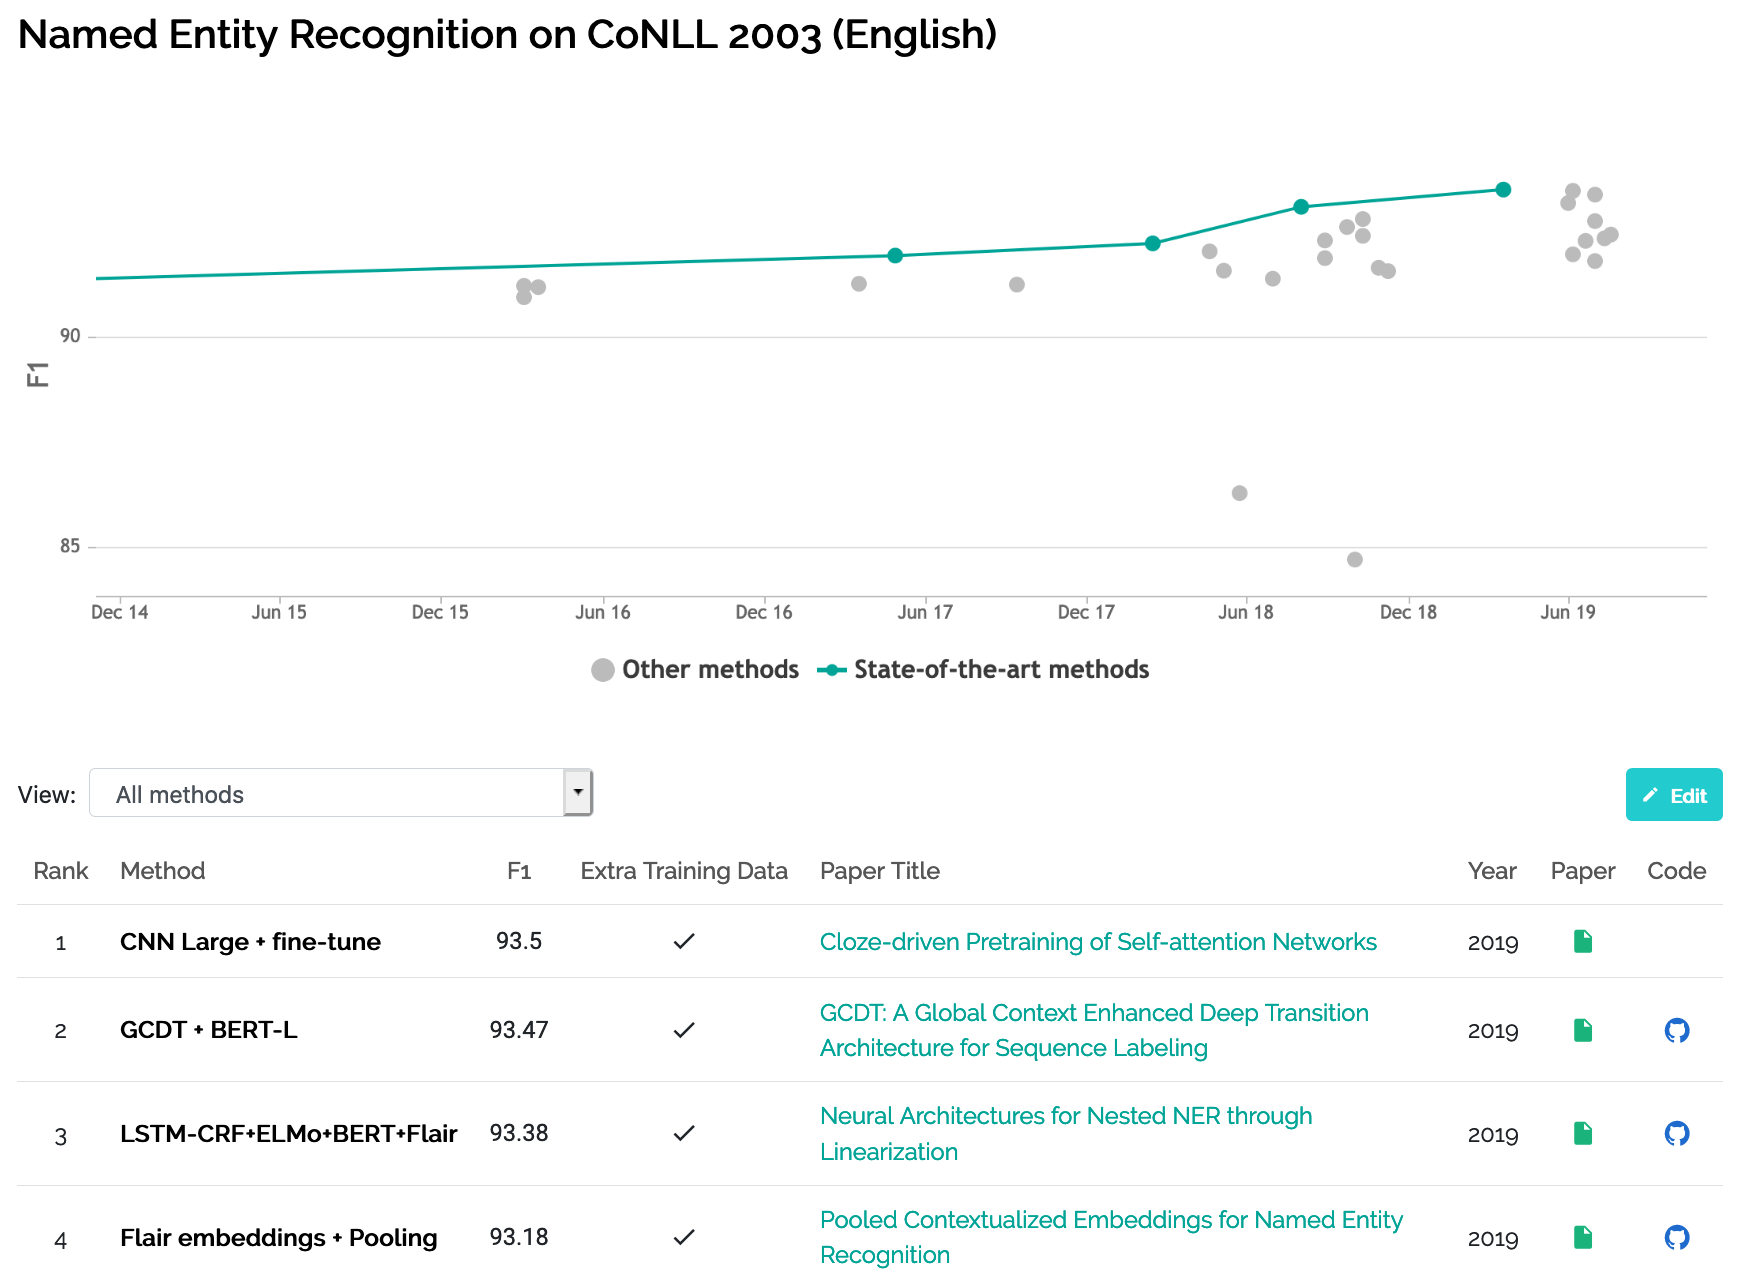 Named Entity Recognition on CoNLL 2003 (English)
90
F1
85
Dec 14 Jun 15 Dec 15 Jun 16 Dec 16 Jun 17 Dec 17 Jun 18 Dec 18 Jun 19
Other methods State-of-the-art methods
View: All methods Edit
Rank Method F1 Extra Training Data Paper Title Year Paper Code
1 CNN Large + fine-tune 93.5 ✓ Cloze-driven Pretraining of Self-attention Networks 2019
2 GCDT + BERT-L 93.47 ✓ GCDT: A Global Context Enhanced Deep Transition
Architecture for Sequence Labeling 2019
3 LSTM-CRF+ELMo+BERT+Flair 93.38 ✓ Neural Architectures for Nested NER through
Linearization 2019
4 Flair embeddings + Pooling 93.18 ✓ Pooled Contextualized Embeddings for Named Entity
Recognition 2019